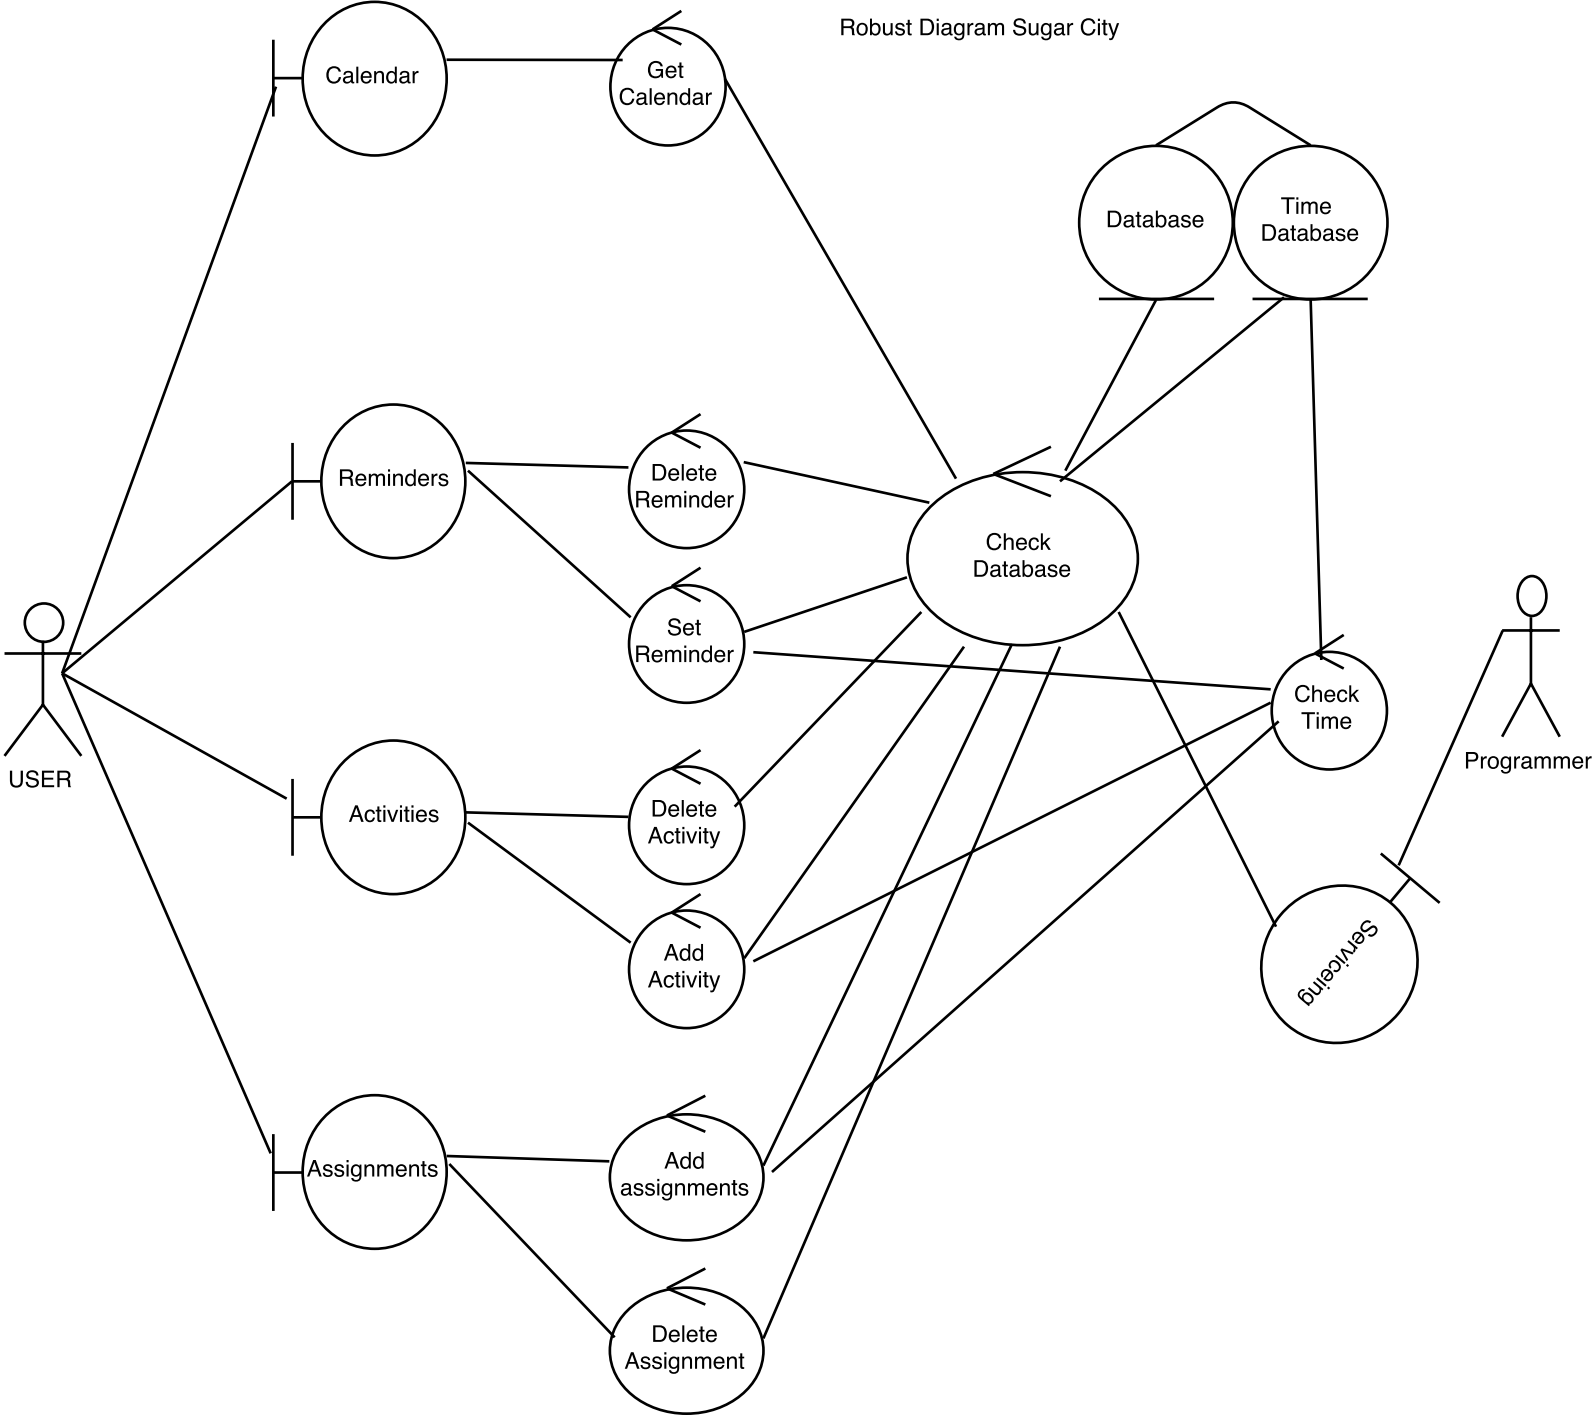 Robust Diagram Sugar City
Calendar
Get
Calendar
Database
Time
Database
Reminders
Delete
Reminder
Set
Reminder
Check
Database
Check
Time
USER
Programmer
Activities
Delete
Activity
Add
Activity
Serviceing
Assignments
Add
assignments
Delete
Assignment